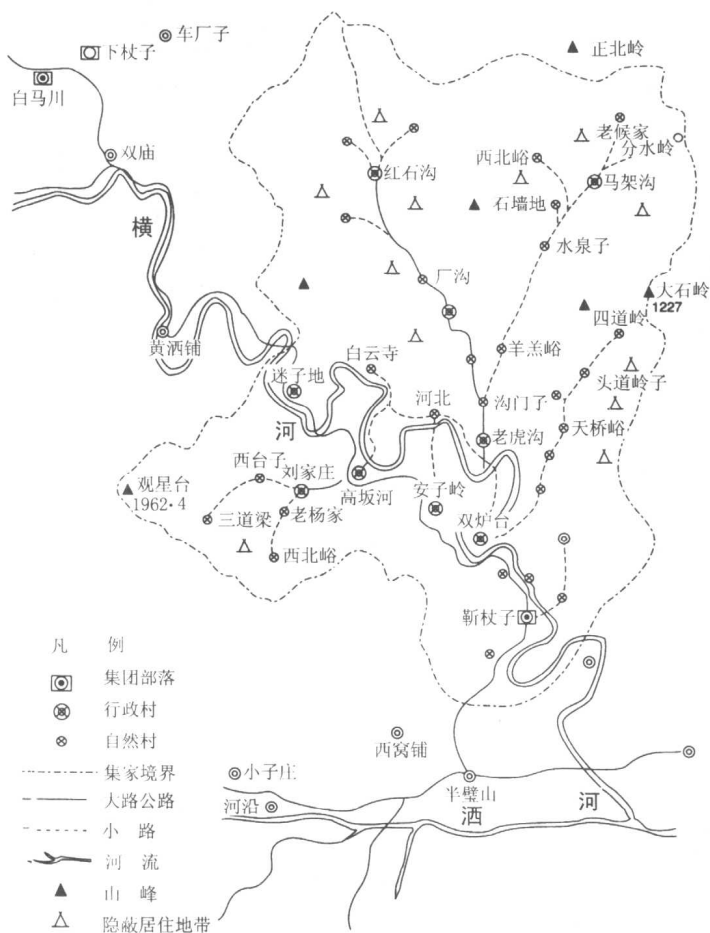 车厂子
下杖子
正北岭
白马川
老候家
双庙
西北峪
分水岭
红石沟
马架沟
石墙地
横
水泉子
厂沟
大石岭
1227
四道岭
黄洒铺
白云寺
羊羔峪
迷子地
头道岭子
河北
沟门子
河
天桥峪
老虎沟
西台子
刘家庄
观星台
1962·4
高坂河
安子岭
三道梁
老杨家
双炉台
西北峪
靳杖子
凡 例
集团部落
行政村
自然村
集家境界
大路公路
小 路
河 流
山 峰
隐蔽居住地带
西窝铺
小子庄
半壁山
河沿
洒
河